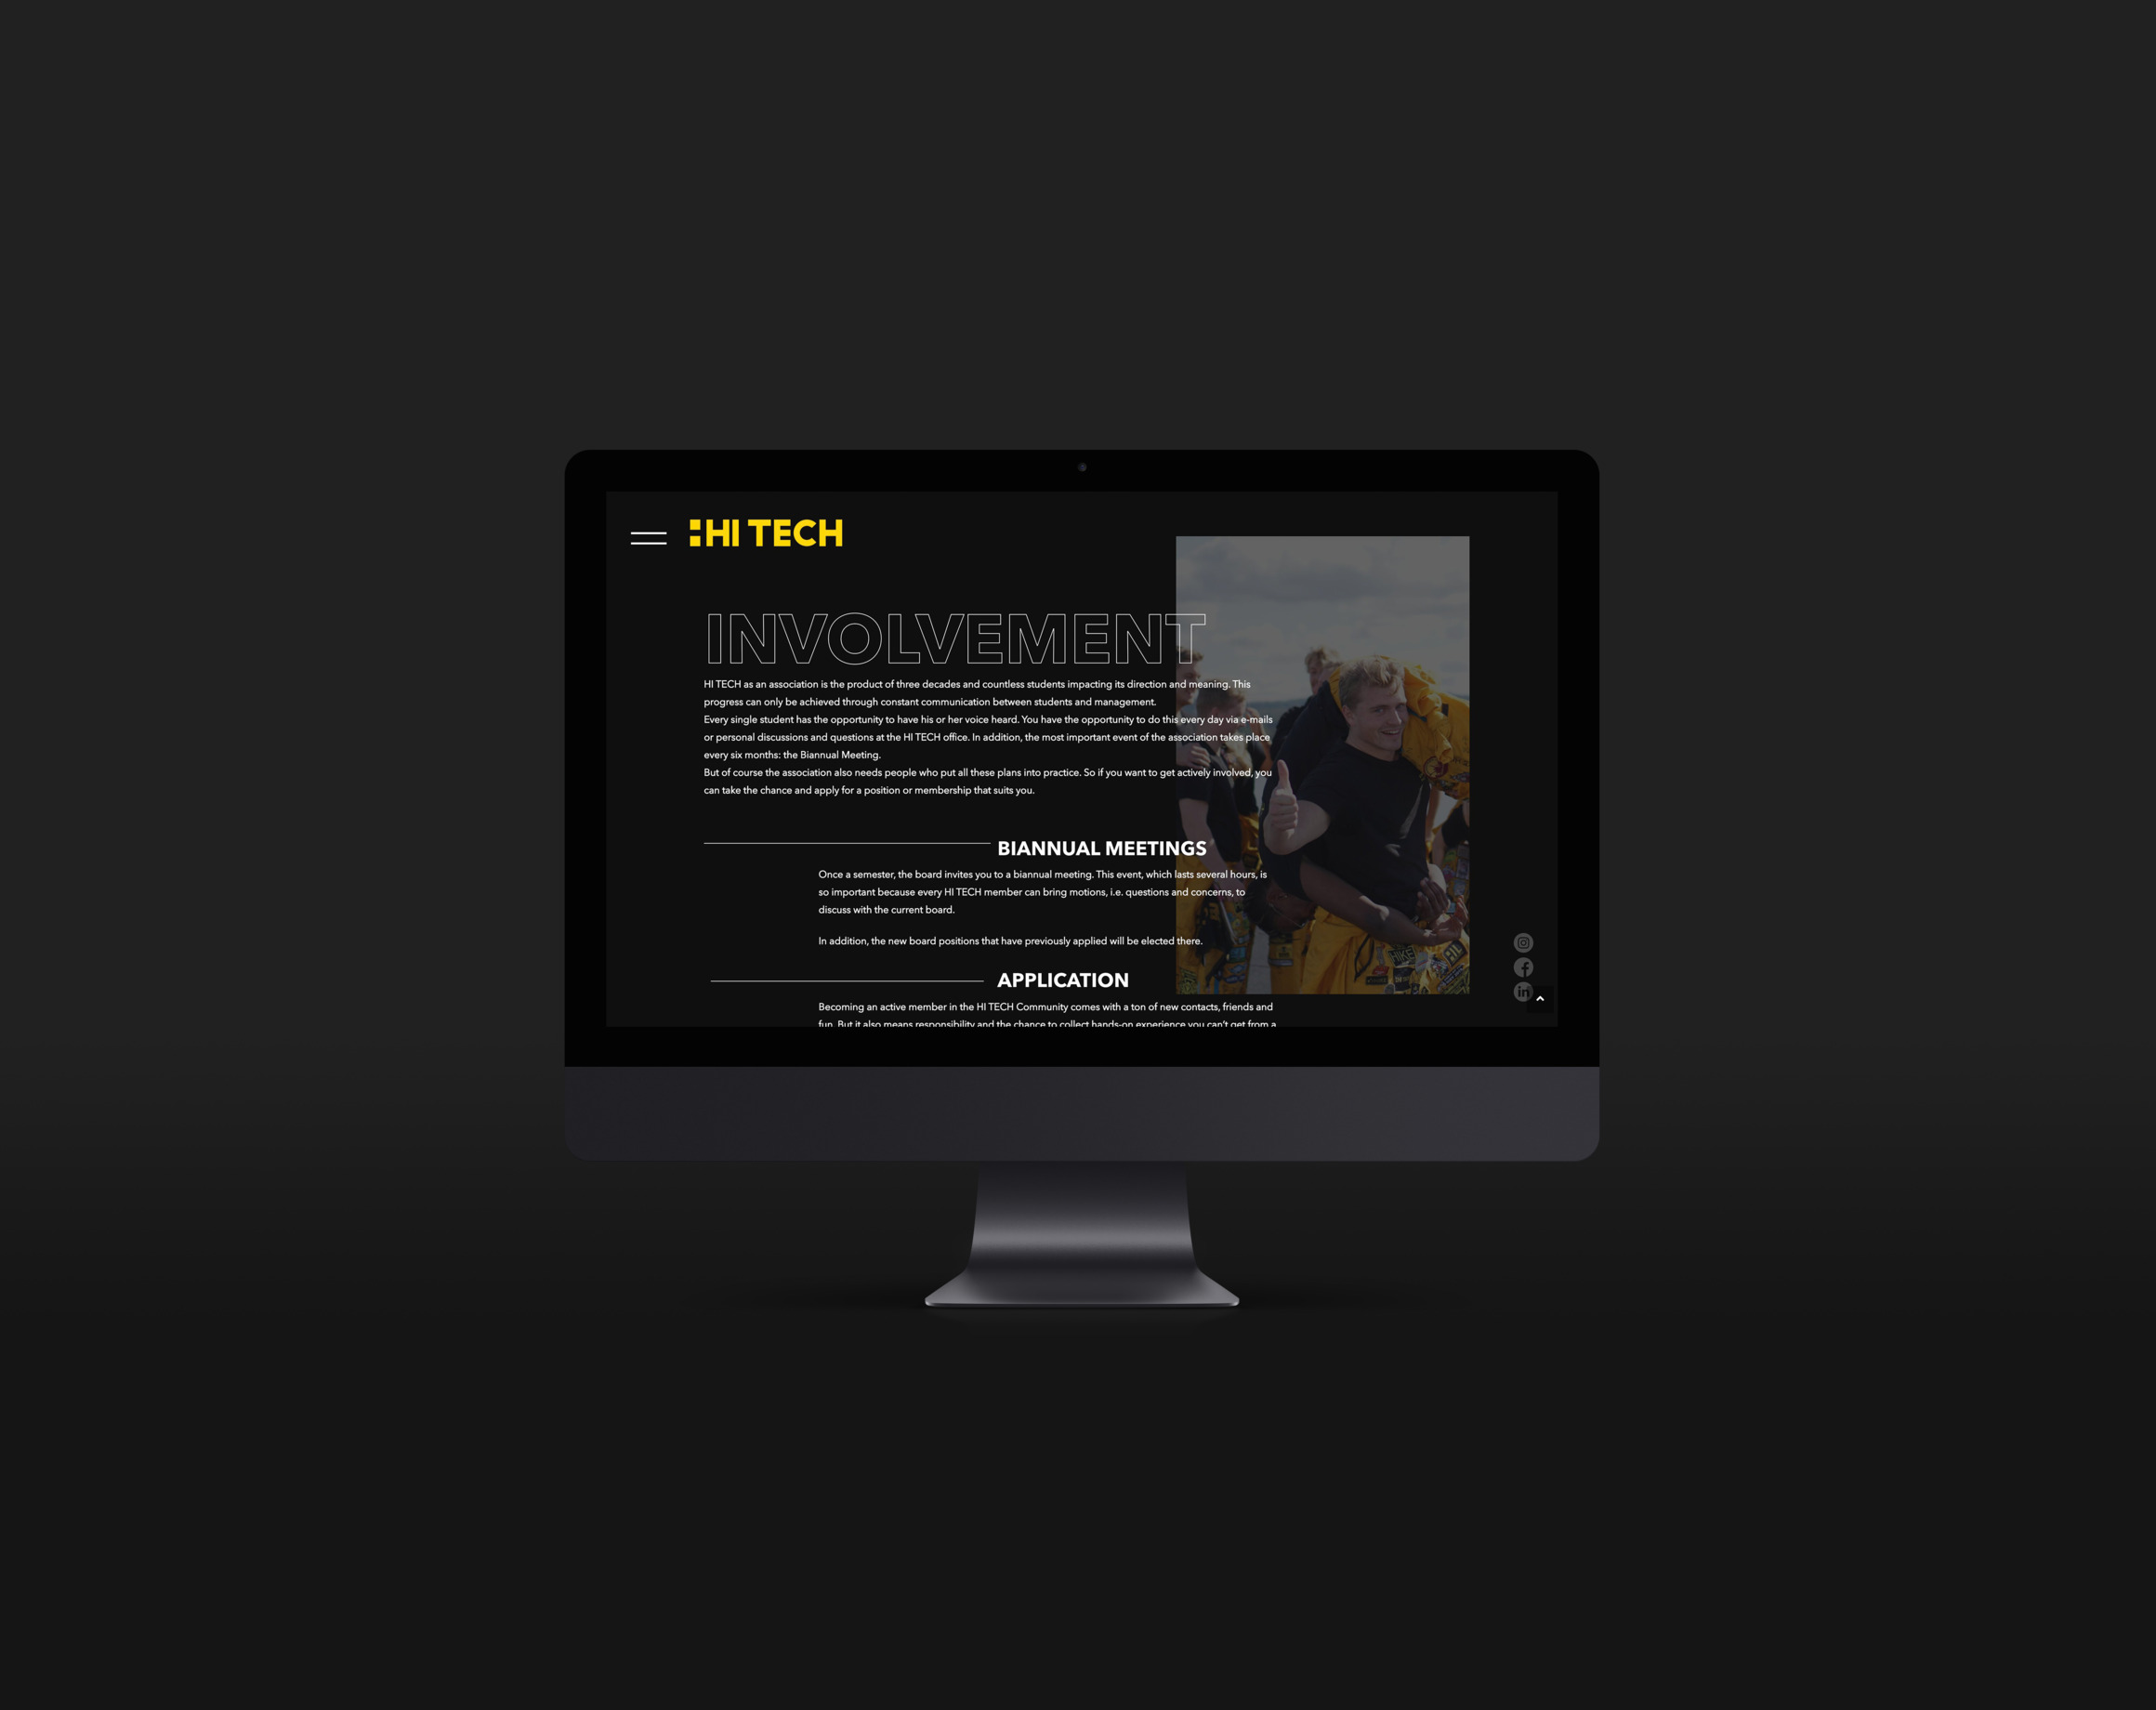 HI TECH
INVOLVEMENT
HI TECH as an association is the product of three decades and countless students impacting its direction and meaning. This
progress can only be achieved through constant communication between students and management.
Every single student has the opportunity to have his or her voice heard. You have the opportunity to do this every day via e-mails
or personal discussions and questions at the HI TECH office. In addition, the most important event of the association takes place
every six months: the Biannual Meeting.
But of course the association also needs people who put all these plans into practice. So if you want to get actively involved, you
can take the chance and apply for a position or membership that suits you.
BIANNUAL MEETINGS
Once a semester, the board invites you to a biannual meeting. This event, which lasts several hours, is
so important because every HI TECH member can bring motions, i.e. questions and concerns, to
discuss with the current board.
In addition, the new board positions that have previously applied will be elected there.
HIKE
APPLICATION
in
Becoming an active member in the HI TECH Community comes with a ton of new contacts, friends and
fun. But it also means responsibility and the chance to collect hands-on experience you can't get from a